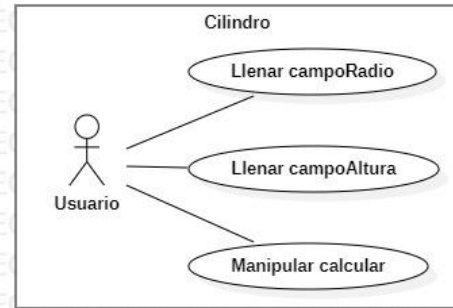 Cilindro
Llenar campoRadio
Llenar campoAltura
Usuario
Manipular calcular